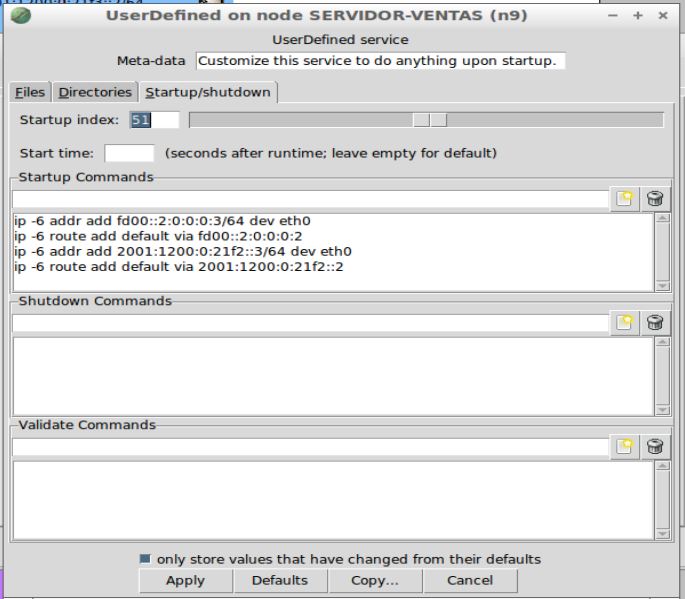 UserDefined on node SERVIDOR-VENTAS (n9)
UserDefined service
Meta-data Customize this service to do anything upon startup.
Files Directories Startup/shutdown
Startup index: 51
Start time: (seconds after runtime; leave empty for default)
Startup Commands
ip -6 addr add fd00::2:0:0:0:3/64 dev eth0
ip -6 route add default via fd00::2:0:0:0:2
ip -6 addr add 2001:1200:0:21f2::3/64 dev eth0
ip -6 route add default via 2001:1200:0:21f2::2
Shutdown Commands
Validate Commands
only store values that have changed from their defaults
Apply Defaults Copy... Cancel